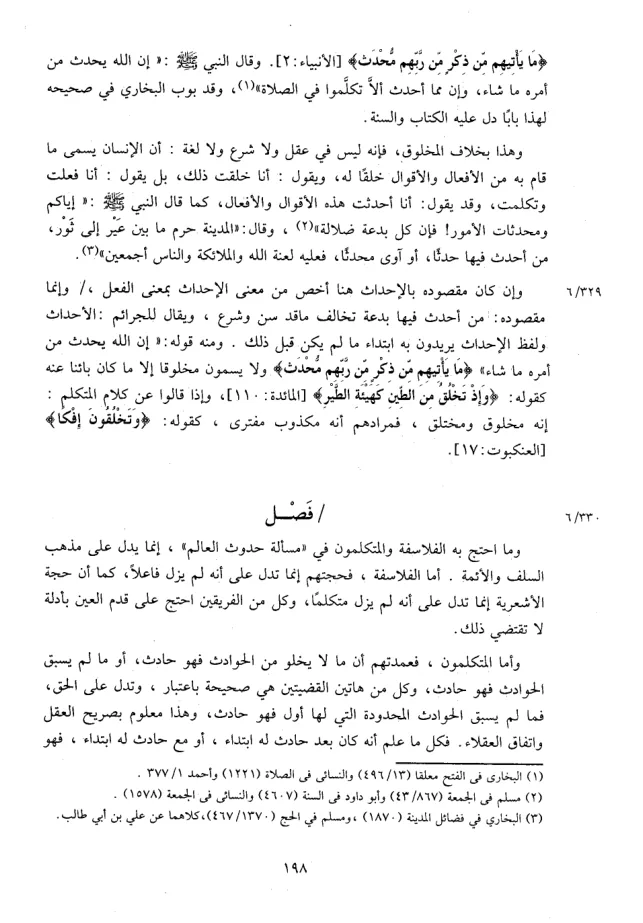 ﴿مَا يَأْتِيهِم مِّن ذِكْرٍ مِّن رَّبِّهِم مُّحْدَث﴾ [الأنبياء:٢]. وقال النبي ﷺ :« إن الله يحدث من
أمره ما شاء، وإن مما أحدث ألاَّ تكلَّموا في الصلاة»(١)، وقد بوب البخاري في صحيحه
لهذا بابًا دل عليه الكتاب والسنة.
وهذا بخلاف المخلوق، فإنه ليس في عقل ولا شرع ولا لغة : أن الإنسان يسمى ما
قام به من الأفعال والأقوال خلقًا له، ويقول : أنا خلقت ذلك، بل يقول : أنا فعلت
وتكلمت، وقد يقول: أنا أحدثت هذه الأقوال والأفعال، كما قال النبي ﷺ :« إياكم
ومحدثات الأمور! فإن كل بدعة ضلالة»(٢) ، وقال:«المدينة حرم ما بين عَيْر إلى ثَوْر،
من أحدث فيها حدثًا، أو آوى محدثًا، فعليه لعنة الله والملائكة والناس أجمعين»(٣).
٦/٣٢٩ وإن كان مقصوده بالإحداث هنا أخص من معنى الإحداث بمعنى الفعل ،/ وإنما
مقصوده: من أحدث فيها بدعة تخالف ماقد سن وشرع ، ويقال للجرائم :الأحداث
ولفظ الإحداث يريدون به ابتداء ما لم يكن قبل ذلك . ومنه قوله:« إن الله يحدث من
أمره ما شاء» ﴿مَا يَأْتِيهِم مِّن ذِكْرٍ مِّن رَّبِّهِم مُّحْدَث﴾ ولا يسمون مخلوقا إلا ما كان بائنا عنه
كقوله: ﴿وَإِذْ تَخْلُقُ مِنَ الطِّينِ كَهَيْئَةِ الطَّيْرِ﴾ [المائدة:١١٠]، وإذا قالوا عن كلام المتكلم :
إنه مخلوق ومختلق ، فمرادهم أنه مكذوب مفترى ، كقوله: ﴿وَتَخْلُقُونَ إِفْكًا﴾
[العنكبوت:١٧].
٦/٣٣٠ / فَصْــل
وما احتج به الفلاسفة والمتكلمون في «مسألة حدوث العالم» ، إنما يدل على مذهب
السلف والأئمة . أما الفلاسفة ، فحجتهم إنما تدل على أنه لم يزل فاعلاً، كما أن حجة
الأشعرية إنما تدل على أنه لم يزل متكلمًا، وكل من الفريقين احتج على قدم العين بأدلة
لا تقتضي ذلك.
وأما المتكلمون ، فعمدتهم أن ما لا يخلو من الحوادث فهو حادث، أو ما لم يسبق
الحوادث فهو حادث، وكل من هاتين القضيتين هي صحيحة باعتبار ، وتدل على الحق،
فما لم يسبق الحوادث المحدودة التي لها أول فهو حادث، وهذا معلوم بصريح العقل
واتفاق العقلاء. فكل ما علم أنه كان بعد حادث له ابتداء ، أو مع حادث له ابتداء ، فهو
(١) البخارى فى الفتح معلقا (٤٩٦/١٣) والنسائى فى الصلاة (١٢٢١) وأحمد ٣٧٧/١ .
(٢) مسلم فى الجمعة (٤٣/٨٦٧) وأبو داود فى السنة (٤٦٠٧) والنسائى فى الجمعة (١٥٧٨) .
(٣) البخاري في فضائل المدينة (١٨٧٠) ،ومسلم في الحج (٤٦٧/١٣٧٠)،كلاهما عن علي بن أبي طالب.
١٩٨